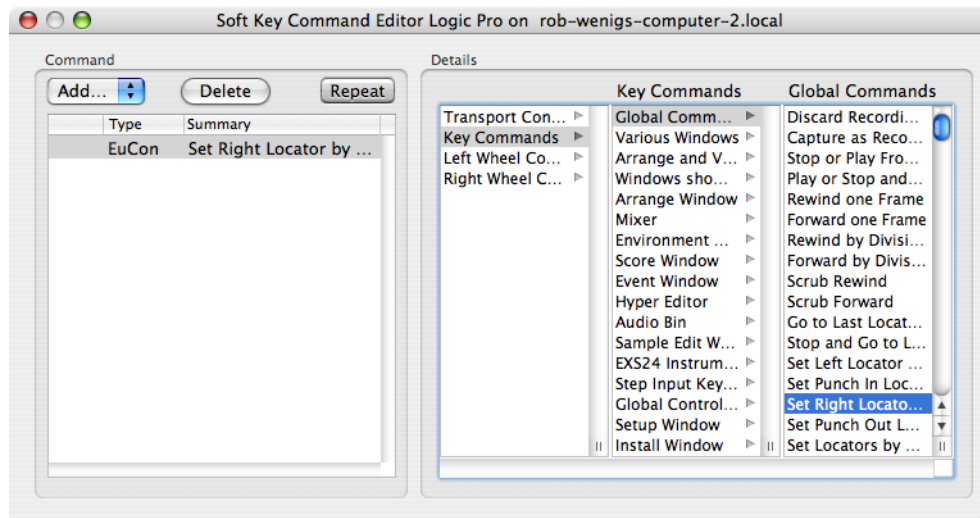 Soft Key Command Editor Logic Pro on rob-wenigs-computer-2.local
Command
Add...
Delete
Repeat
Type Summary
EuCon Set Right Locator by ...
Details
Key Commands Global Commands
Transport Con...
Key Commands
Left Wheel Co...
Right Wheel C...
Global Comm...
Various Windows
Arrange and V...
Windows sho...
Arrange Window
Mixer
Environment ...
Score Window
Event Window
Hyper Editor
Audio Bin
Sample Edit W...
EXS24 Instrum...
Step Input Key...
Global Control...
Setup Window
Install Window
Discard Recordi...
Capture as Reco...
Stop or Play Fro...
Play or Stop and...
Rewind one Frame
Forward one Frame
Rewind by Divisi...
Forward by Divis...
Scrub Rewind
Scrub Forward
Go to Last Locat...
Stop and Go to L...
Set Left Locator ...
Set Punch In Loc...
Set Right Locato...
Set Punch Out L...
Set Locators by ...